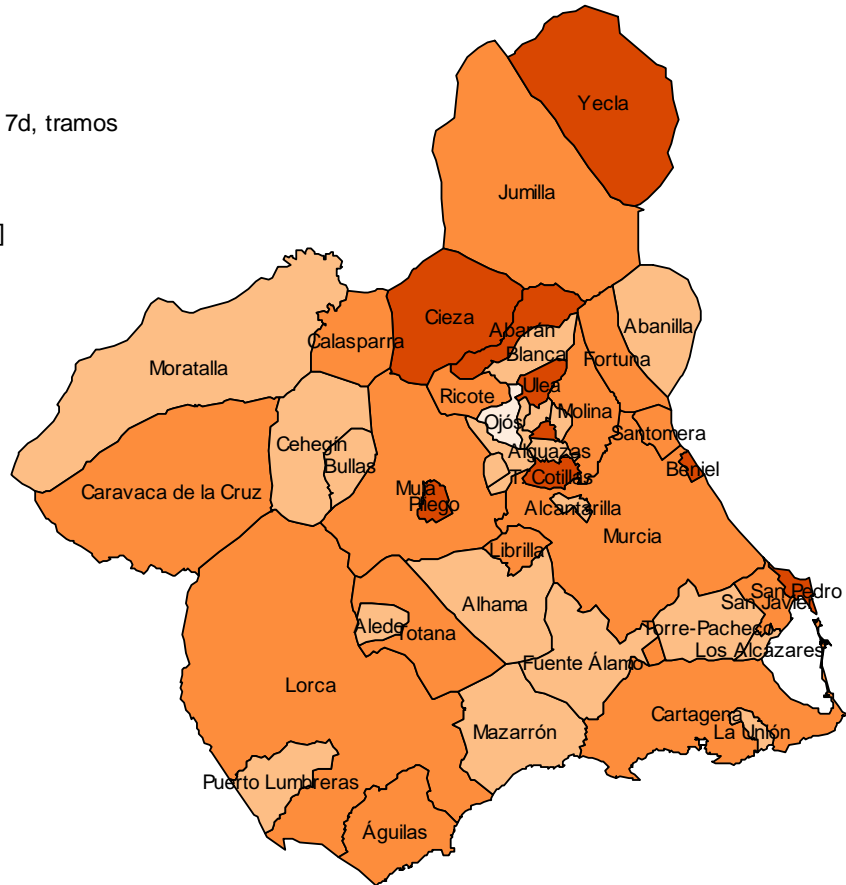 Yecla
7d, tramos
Jumilla
]
Cieza
Abarán
Abanilla
Calasparra
Blanca
Fortuna
Moratalla
Ulea
Ricote
Molina
Ojós
Santomera
Cehegín
Alguazas
Bullas
Beniel
T. Cotillas
Caravaca de la Cruz
Mula
Pliego
Alcantarilla
Murcia
Librilla
San Pedro
San Javier
Alhama
Aledo
Totana
Torre-Pacheco
Los Alcázares
Fuente Álamo
Lorca
Cartagena
Mazarrón
La Unión
Puerto Lumbreras
Águilas